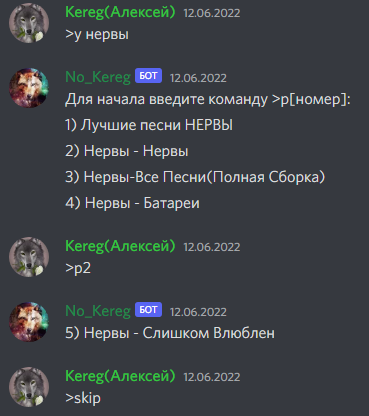 Kereg(Алексей) 12.06.2022
>y нервы
No_Kereg БОТ 12.06.2022
Для начала введите команду >p[номер]:
1) Лучшие песни НЕРВЫ
2) Нервы - Нервы
3) Нервы-Все Песни(Полная Сборка)
4) Нервы - Батареи
Kereg(Алексей) 12.06.2022
>p2
No_Kereg БОТ 12.06.2022
5) Нервы - Слишком Влюблен
Kereg(Алексей) 12.06.2022
>skip